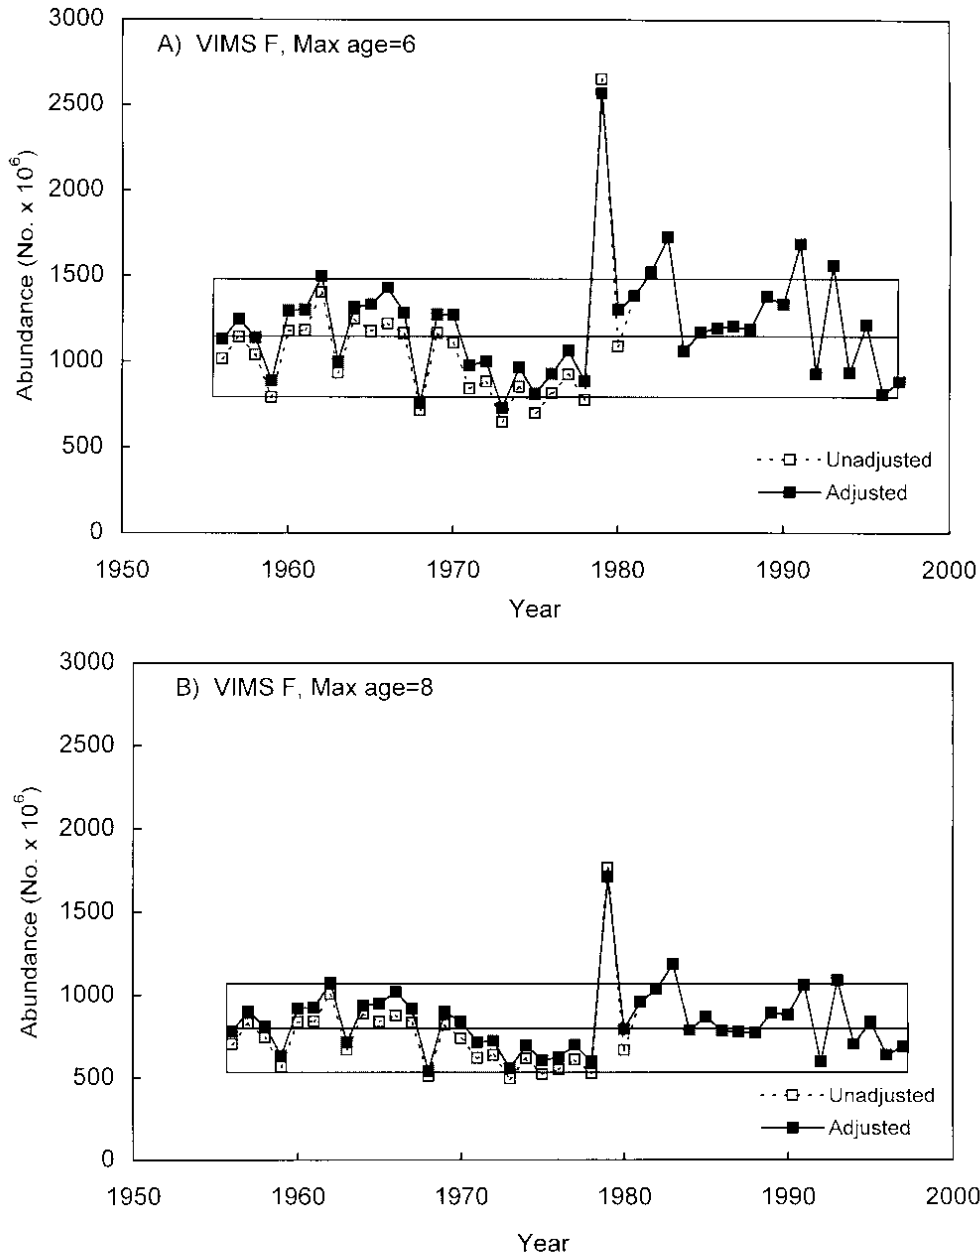 A) VIMS F, Max age=6
3000
2500
2000
1500
1000
500
0
Abundance (No. x 10⁶)
Unadjusted
Adjusted
1950 1960 1970 1980 1990 2000
Year
B) VIMS F, Max age=8
3000
2500
2000
1500
1000
500
0
Abundance (No. x 10⁶)
Unadjusted
Adjusted
1950 1960 1970 1980 1990 2000
Year